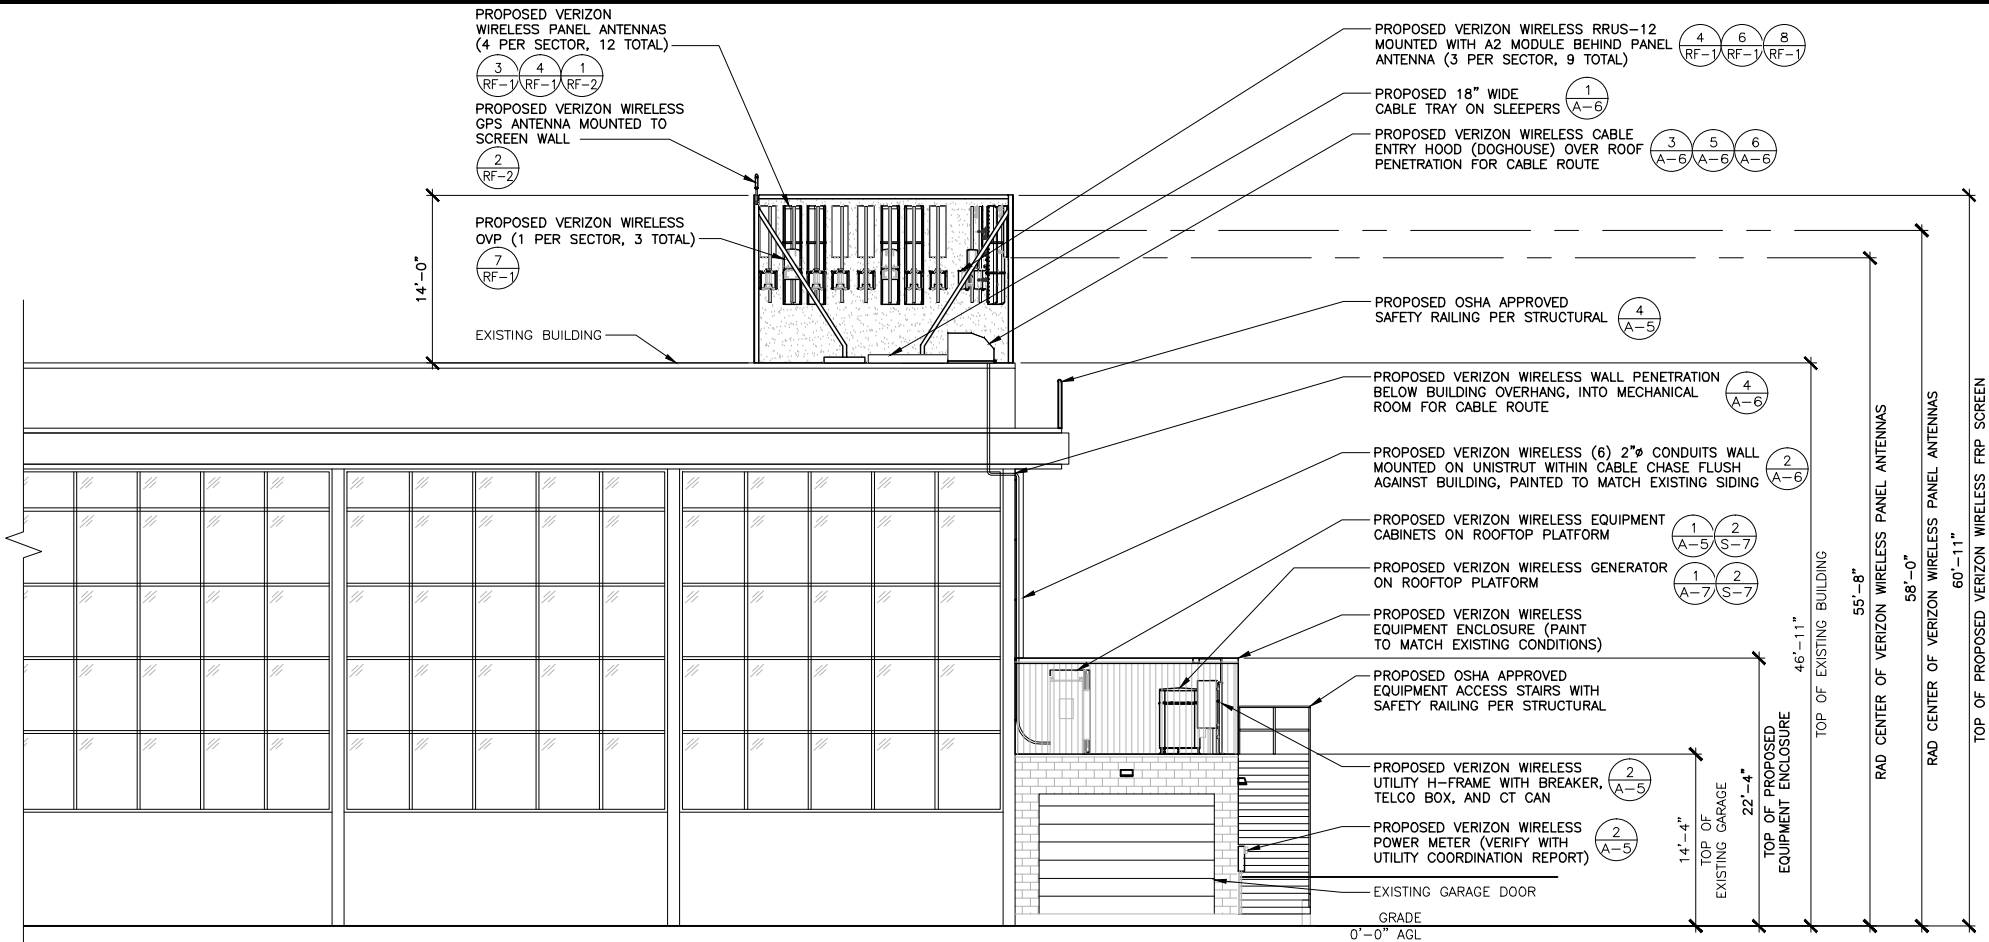 PROPOSED VERIZON
WIRELESS PANEL ANTENNAS
(4 PER SECTOR, 12 TOTAL)
3 4 1
RF-1 RF-1 RF-2
PROPOSED VERIZON WIRELESS
GPS ANTENNA MOUNTED TO
SCREEN WALL
2
RF-2
PROPOSED VERIZON WIRELESS
OVP (1 PER SECTOR, 3 TOTAL)
7
RF-1
14'-0"
EXISTING BUILDING
PROPOSED VERIZON WIRELESS RRUS-12
MOUNTED WITH A2 MODULE BEHIND PANEL
ANTENNA (3 PER SECTOR, 9 TOTAL)
4 6 8
RF-1 RF-1 RF-1
PROPOSED 18" WIDE
CABLE TRAY ON SLEEPERS
1
A-6
PROPOSED VERIZON WIRELESS CABLE
ENTRY HOOD (DOGHOUSE) OVER ROOF
PENETRATION FOR CABLE ROUTE
3 5 6
A-6 A-6 A-6
PROPOSED OSHA APPROVED
SAFETY RAILING PER STRUCTURAL
4
A-5
PROPOSED VERIZON WIRELESS WALL PENETRATION
BELOW BUILDING OVERHANG, INTO MECHANICAL
ROOM FOR CABLE ROUTE
4
A-6
PROPOSED VERIZON WIRELESS (6) 2"ø CONDUITS WALL
MOUNTED ON UNISTRUT WITHIN CABLE CHASE FLUSH
AGAINST BUILDING, PAINTED TO MATCH EXISTING SIDING
2
A-6
PROPOSED VERIZON WIRELESS EQUIPMENT
CABINETS ON ROOFTOP PLATFORM
1 2
A-5 S-7
PROPOSED VERIZON WIRELESS GENERATOR
ON ROOFTOP PLATFORM
1 2
A-7 S-7
PROPOSED VERIZON WIRELESS
EQUIPMENT ENCLOSURE (PAINT
TO MATCH EXISTING CONDITIONS)
PROPOSED OSHA APPROVED
EQUIPMENT ACCESS STAIRS WITH
SAFETY RAILING PER STRUCTURAL
PROPOSED VERIZON WIRELESS
UTILITY H-FRAME WITH BREAKER,
TELCO BOX, AND CT CAN
2
A-5
PROPOSED VERIZON WIRELESS
POWER METER (VERIFY WITH
UTILITY COORDINATION REPORT)
2
A-5
EXISTING GARAGE DOOR
GRADE
0'-0" AGL
14'-4"
TOP OF
EXISTING GARAGE
22'-4"
TOP OF PROPOSED
EQUIPMENT ENCLOSURE
46'-11"
TOP OF EXISTING BUILDING
55'-8"
RAD CENTER OF VERIZON WIRELESS PANEL ANTENNAS
58'-0"
RAD CENTER OF VERIZON WIRELESS PANEL ANTENNAS
60'-11"
TOP OF PROPOSED VERIZON WIRELESS FRP SCREEN